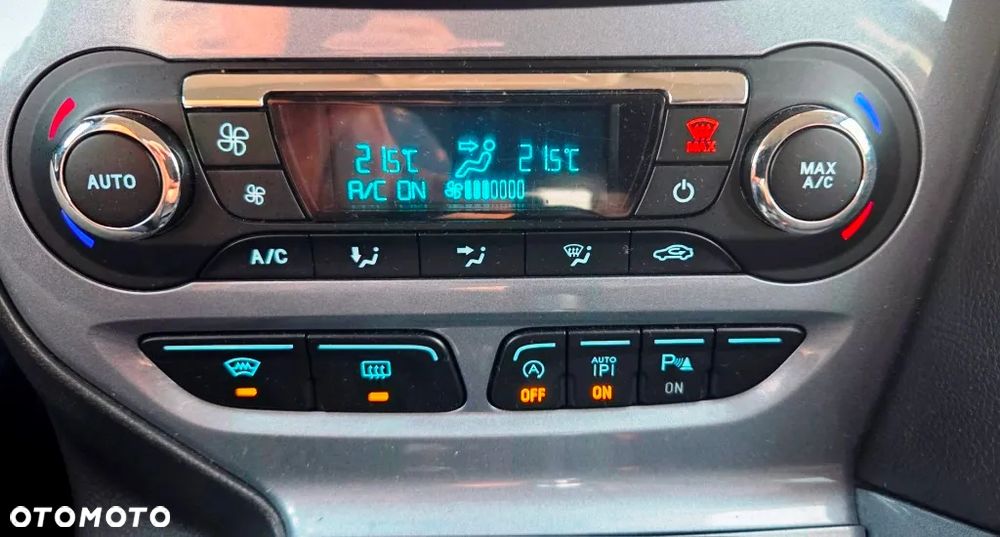 AUTO
21.5°C 21.5°C
A/C ON
MAX
MAX
A/C
A/C
A
OFF
AUTO
P
ON
P
ON
OTOMOTO